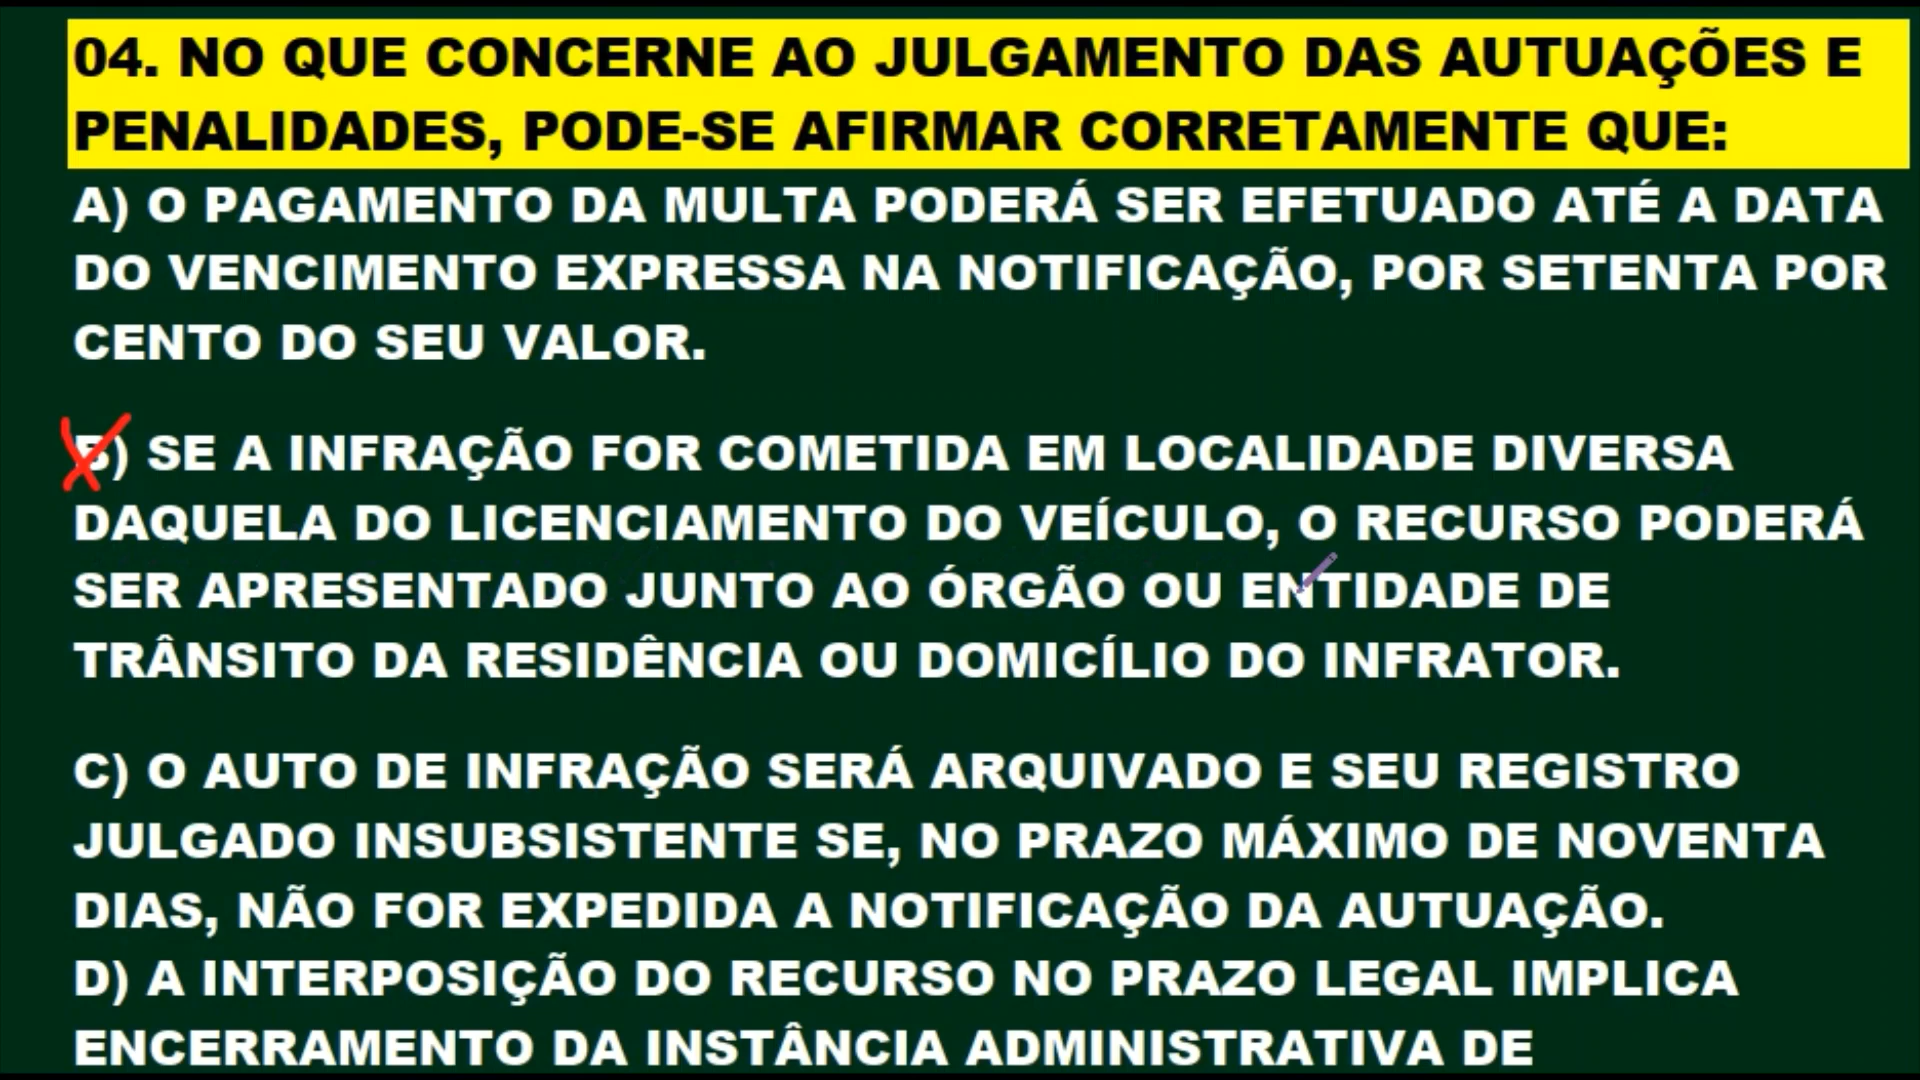 04. NO QUE CONCERNE AO JULGAMENTO DAS AUTUAÇÕES E
PENALIDADES, PODE-SE AFIRMAR CORRETAMENTE QUE:
A) O PAGAMENTO DA MULTA PODERÁ SER EFETUADO ATÉ A DATA
DO VENCIMENTO EXPRESSA NA NOTIFICAÇÃO, POR SETENTA POR
CENTO DO SEU VALOR.
B) SE A INFRAÇÃO FOR COMETIDA EM LOCALIDADE DIVERSA
DAQUELA DO LICENCIAMENTO DO VEÍCULO, O RECURSO PODERÁ
SER APRESENTADO JUNTO AO ÓRGÃO OU ENTIDADE DE
TRÂNSITO DA RESIDÊNCIA OU DOMICÍLIO DO INFRATOR.
C) O AUTO DE INFRAÇÃO SERÁ ARQUIVADO E SEU REGISTRO
JULGADO INSUBSISTENTE SE, NO PRAZO MÁXIMO DE NOVENTA
DIAS, NÃO FOR EXPEDIDA A NOTIFICAÇÃO DA AUTUAÇÃO.
D) A INTERPOSIÇÃO DO RECURSO NO PRAZO LEGAL IMPLICA
ENCERRAMENTO DA INSTÂNCIA ADMINISTRATIVA DE